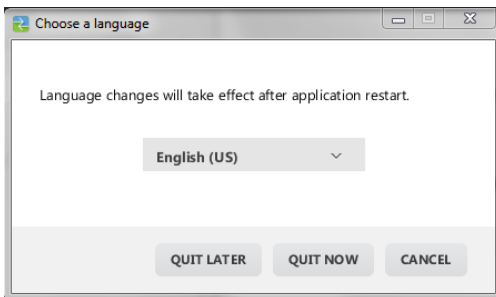 Choose a language
Language changes will take effect after application restart.
English (US)
QUIT LATER QUIT NOW CANCEL